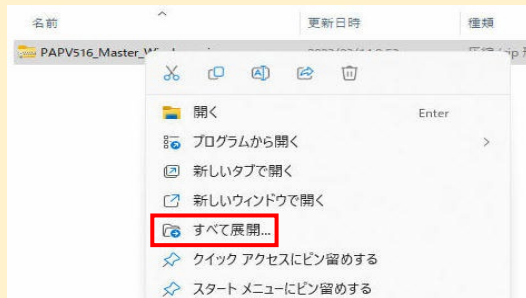 名前 更新日時 種類
PAPV516_Master_
開く Enter
プログラムから開く
新しいタブで開く
新しいウィンドウで開く
すべて展開...
クイック アクセスにピン留めする
スタート メニューにピン留めする